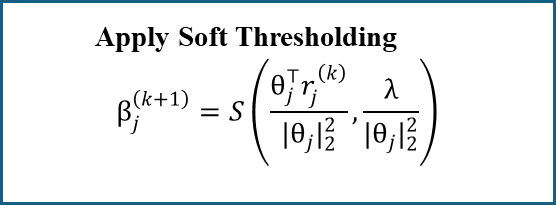 Apply Soft Thresholding
β_j^{(k+1)} = S( θ_j^⊤ r_j^{(k)} / |θ_j|_2^2 , λ / |θ_j|_2^2 )